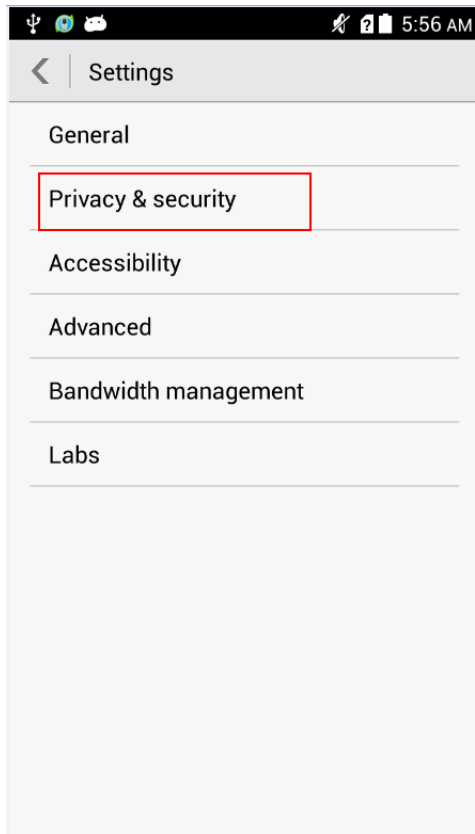 5:56 AM
Settings
General
Privacy & security
Accessibility
Advanced
Bandwidth management
Labs